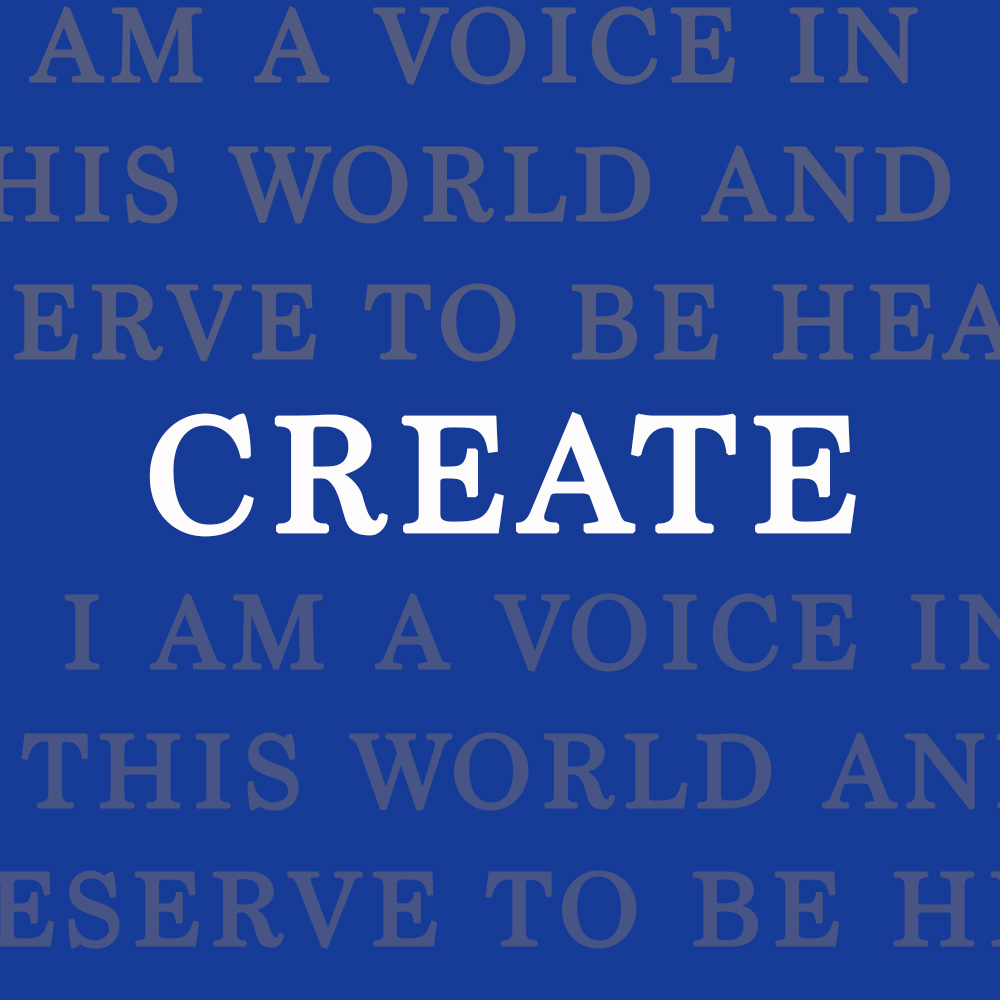 AM A VOICE IN
HIS WORLD AND
ERVE TO BE HEA
CREATE
I AM A VOICE IN
THIS WORLD AN
ESERVE TO BE H